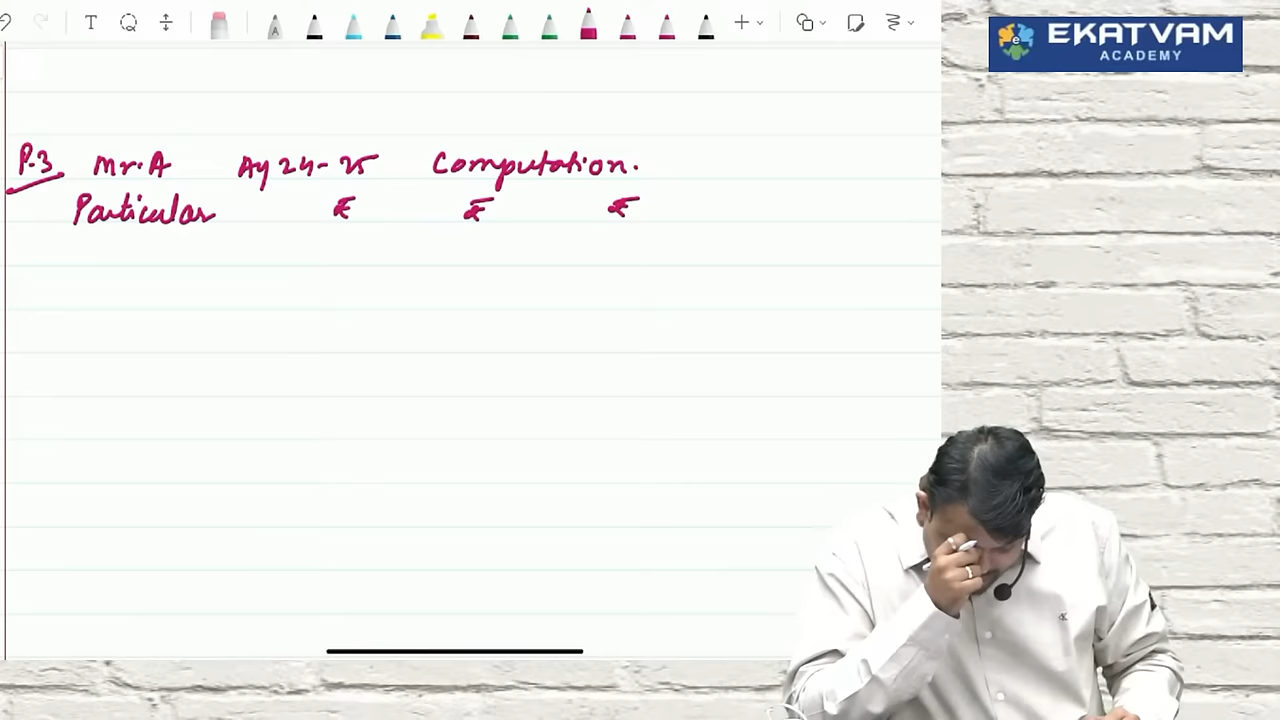 EKATVAM
ACADEMY
P.3 Mr. A Ay 24-25 Computation.
Particular ₹ ₹ ₹